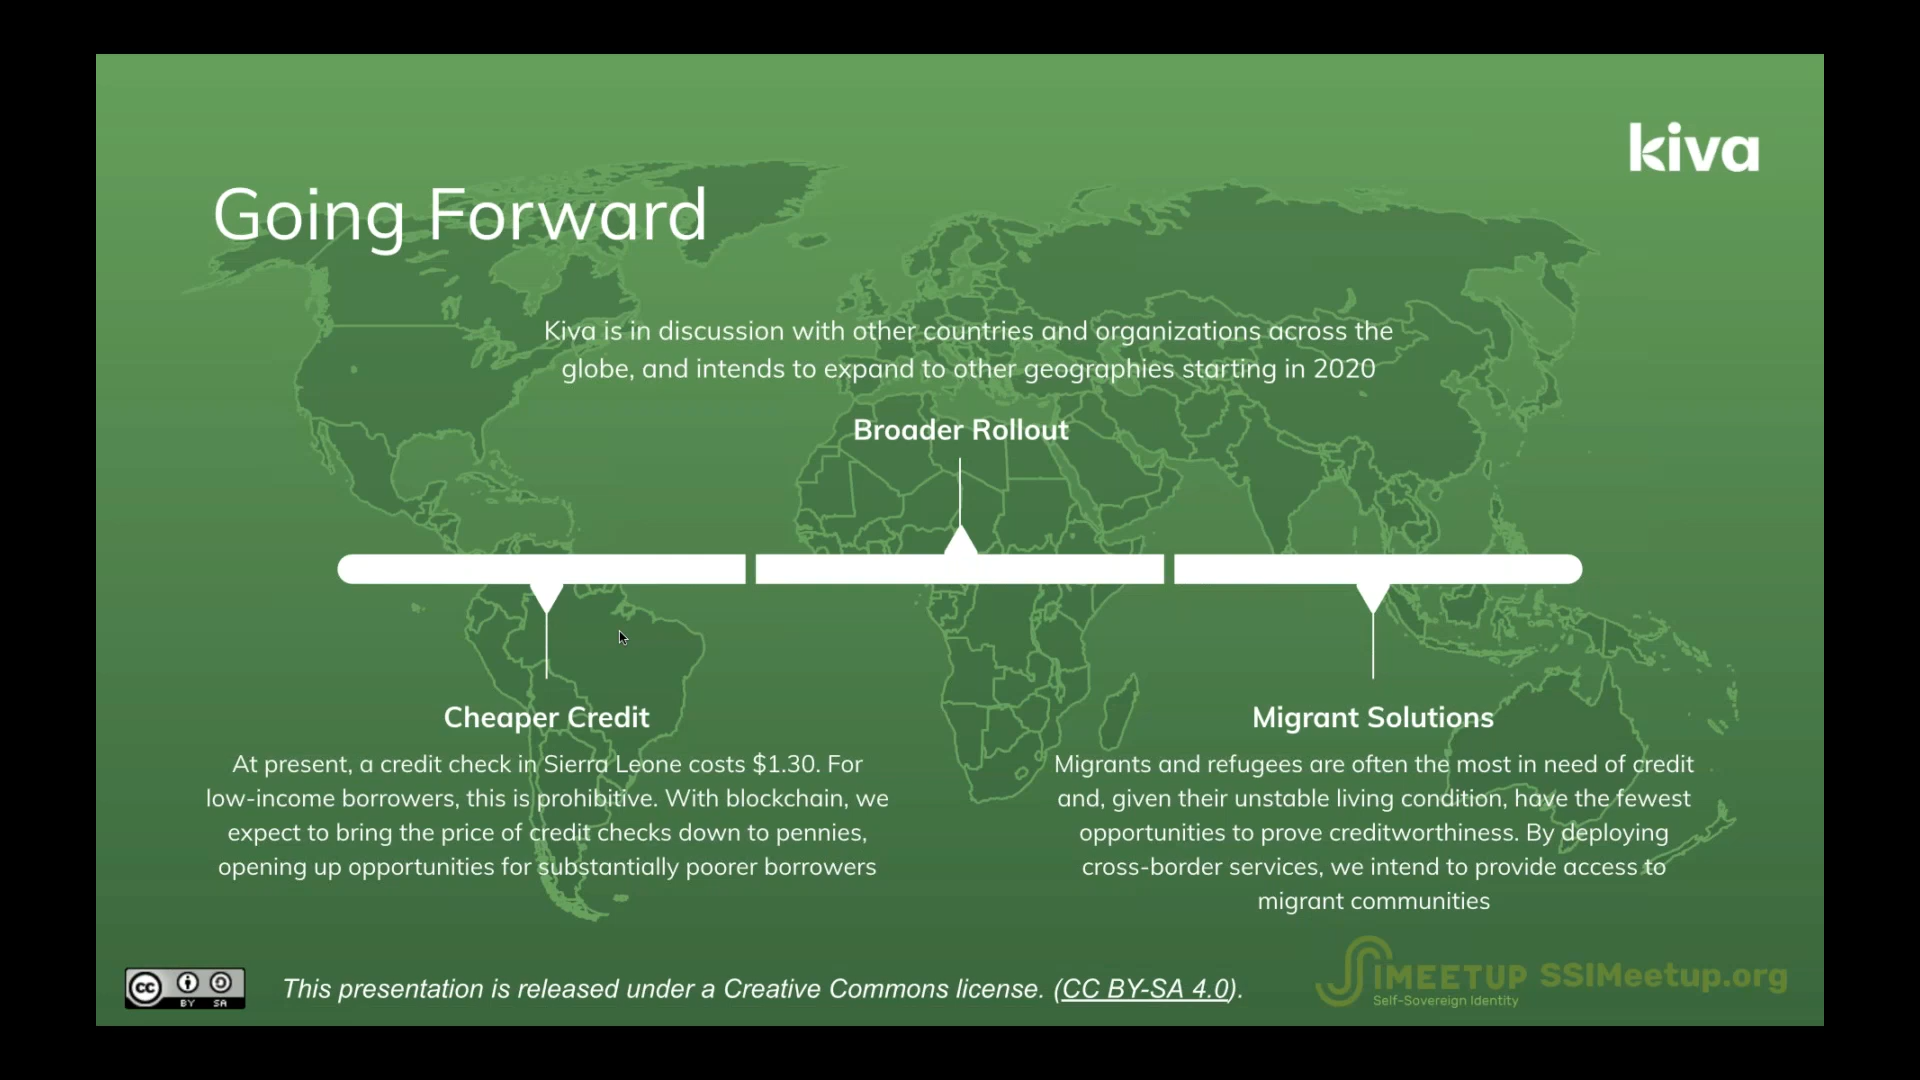 kiva
Going Forward
Kiva is in discussion with other countries and organizations across the
globe, and intends to expand to other geographies starting in 2020
Broader Rollout
Cheaper Credit
At present, a credit check in Sierra Leone costs $1.30. For
low-income borrowers, this is prohibitive. With blockchain, we
expect to bring the price of credit checks down to pennies,
opening up opportunities for substantially poorer borrowers
Migrant Solutions
Migrants and refugees are often the most in need of credit
and, given their unstable living condition, have the fewest
opportunities to prove creditworthiness. By deploying
cross-border services, we intend to provide access to
migrant communities
cc BY SA
This presentation is released under a Creative Commons license. (CC BY-SA 4.0).
SSIMEETUP SSIMeetup.org
Self-Sovereign Identity